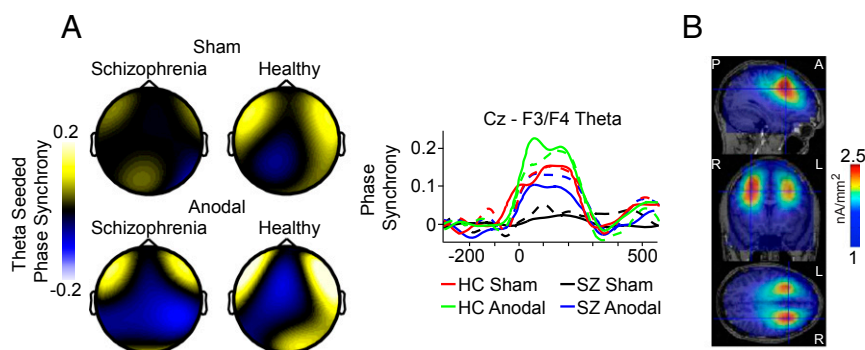 A
Sham
Schizophrenia Healthy
Theta Seeded
Phase Synchrony
0.2
-0.2
Anodal
Schizophrenia Healthy
Cz - F3/F4 Theta
Phase
Synchrony
0.2
0.1
0
-200 0 200 500
HC Sham SZ Sham
HC Anodal SZ Anodal
B
P A
R L
L
R
2.5
nA/mm²
1